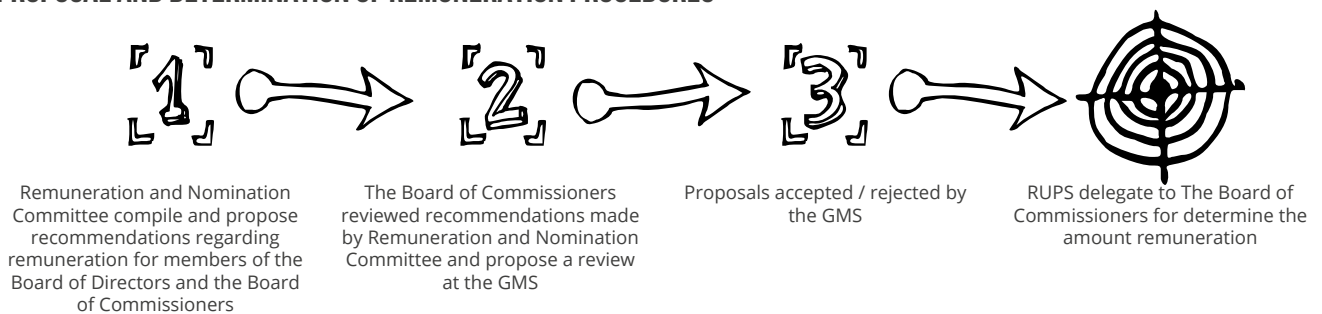 PROPOSAL AND DETERMINATION OF REMUNERATION PROCEDURES
1
2
3
Remuneration and Nomination
Committee compile and propose
recommendations regarding
remuneration for members of the
Board of Directors and the Board
of Commissioners
The Board of Commissioners
reviewed recommendations made
by Remuneration and Nomination
Committee and propose a review
at the GMS
Proposals accepted / rejected by
the GMS
RUPS delegate to The Board of
Commissioners for determine the
amount remuneration